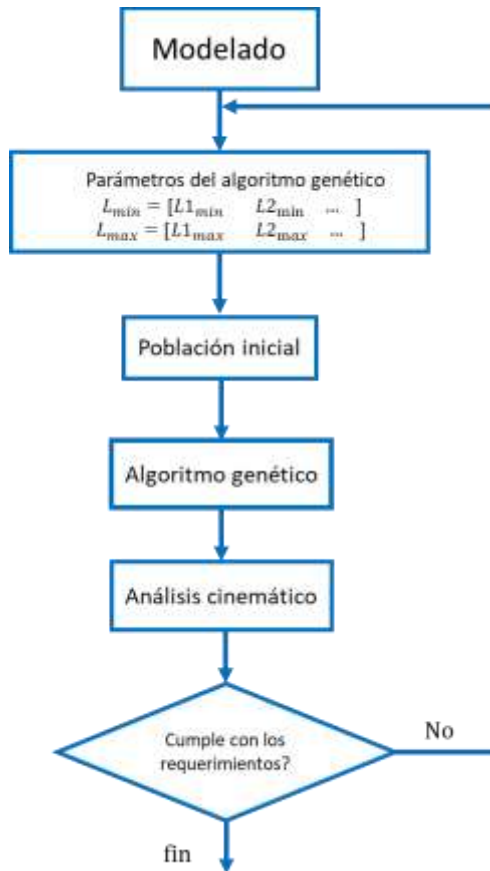 Modelado
Parámetros del algoritmo genético
L_min = [L1_min L2_min ... ]
L_max = [L1_max L2_max ... ]
Población inicial
Algoritmo genético
Análisis cinemático
Cumple con los
requerimientos?
No
fin